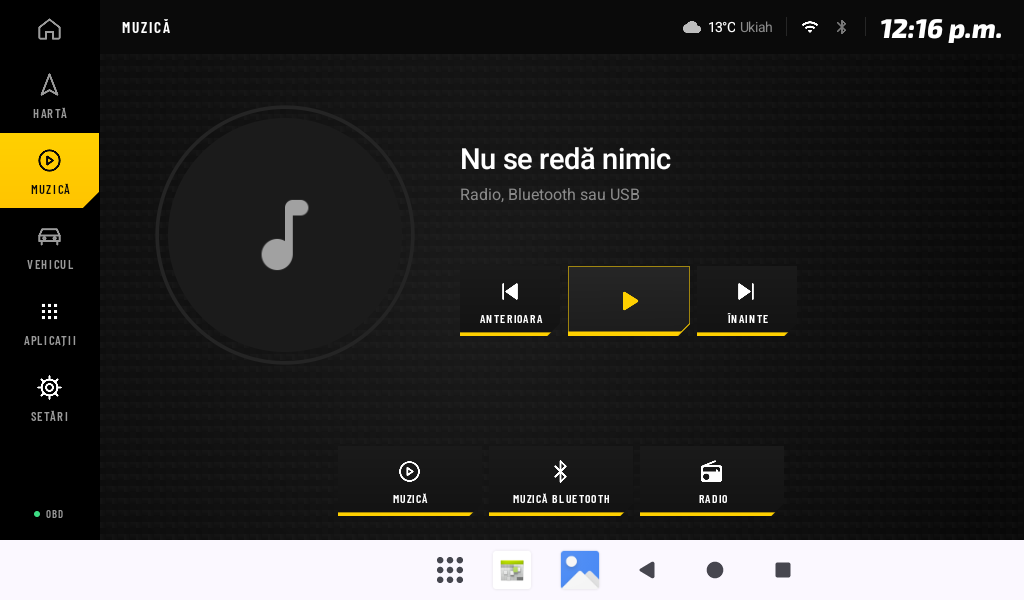 MUZICĂ
13°C Ukiah
12:16 p.m.
HARTĂ
MUZICĂ
VEHICUL
APLICAȚII
SETĂRI
OBD
Nu se redă nimic
Radio, Bluetooth sau USB
ANTERIOARA
ÎNAINTE
MUZICĂ
MUZICĂ BLUETOOTH
RADIO